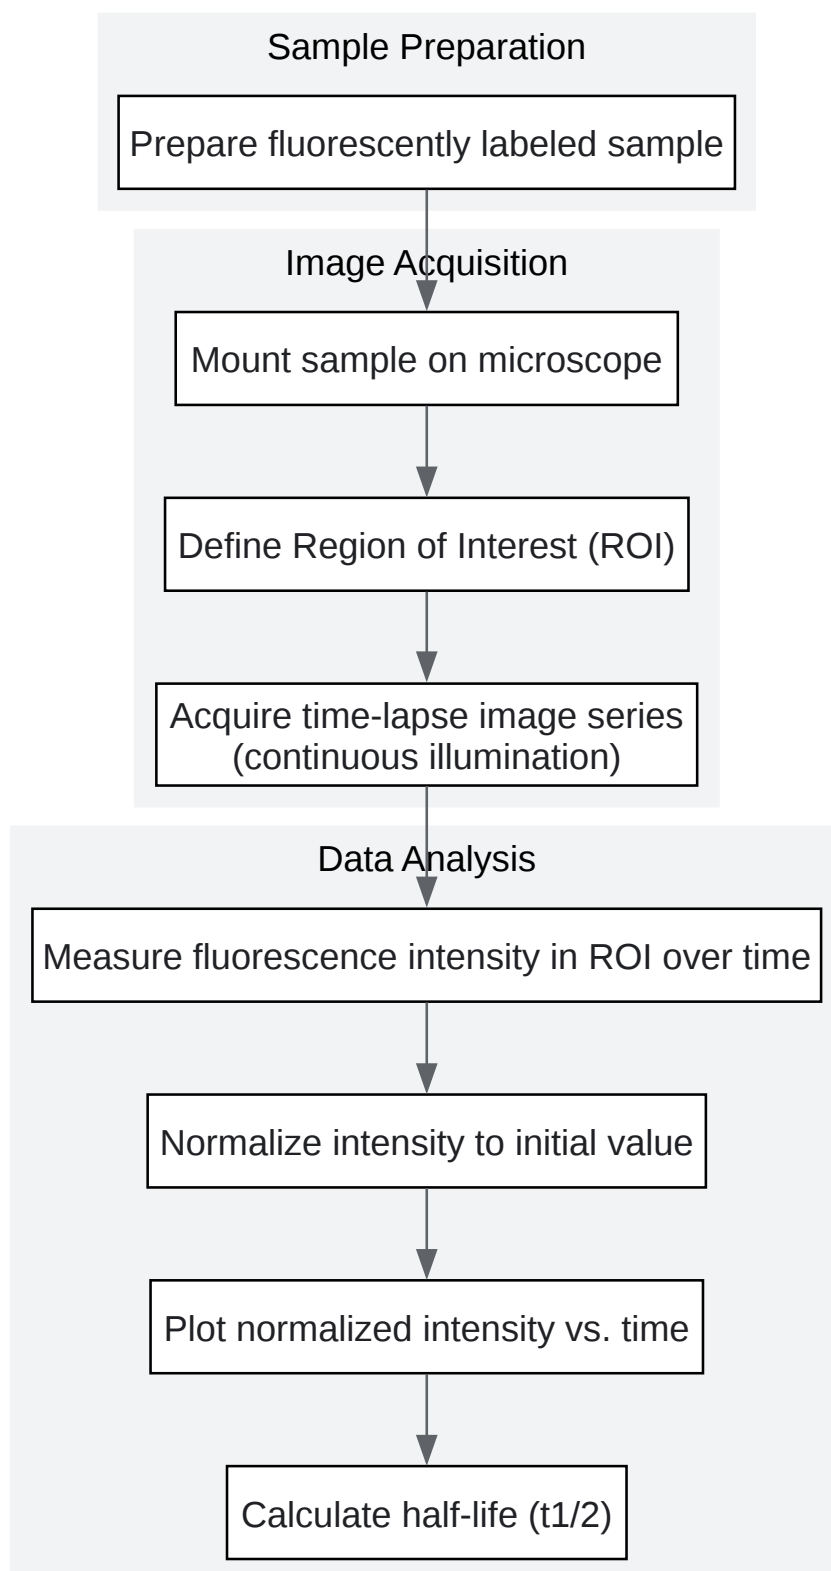 Sample Preparation
Prepare fluorescently labeled sample
Image Acquisition
Mount sample on microscope
Define Region of Interest (ROI)
Acquire time-lapse image series
(continuous illumination)
Data Analysis
Measure fluorescence intensity in ROI over time
Normalize intensity to initial value
Plot normalized intensity vs. time
Calculate half-life (t1/2)